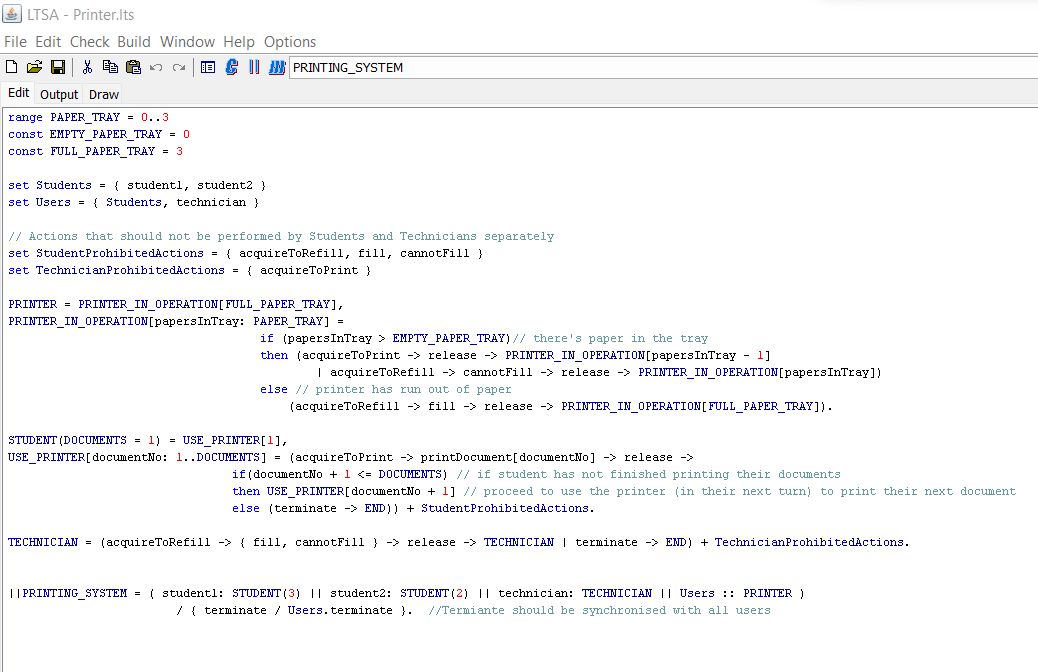 LTSA - Printer.lts
File Edit Check Build Window Help Options
PRINTING_SYSTEM
Edit Output Draw
range PAPER_TRAY = 0..3
const EMPTY_PAPER_TRAY = 0
const FULL_PAPER_TRAY = 3
set Students = { student1, student2 }
set Users = { Students, technician }
// Actions that should not be performed by Students and Technicians separately
set StudentProhibitedActions = { acquireToRefill, fill, cannotFill }
set TechnicianProhibitedActions = { acquireToPrint }
PRINTER = PRINTER_IN_OPERATION[FULL_PAPER_TRAY],
PRINTER_IN_OPERATION[papersInTray: PAPER_TRAY] =
if (papersInTray > EMPTY_PAPER_TRAY)// there's paper in the tray
then (acquireToPrint -> release -> PRINTER_IN_OPERATION[papersInTray - 1]
| acquireToRefill -> cannotFill -> release -> PRINTER_IN_OPERATION[papersInTray])
else // printer has run out of paper
(acquireToRefill -> fill -> release -> PRINTER_IN_OPERATION[FULL_PAPER_TRAY]).
STUDENT(DOCUMENTS = 1) = USE_PRINTER[1],
USE_PRINTER[documentNo: 1..DOCUMENTS] = (acquireToPrint -> printDocument[documentNo] -> release ->
if(documentNo + 1 <= DOCUMENTS) // if student has not finished printing their documents
then USE_PRINTER[documentNo + 1] // proceed to use the printer (in their next turn) to print their next document
else (terminate -> END)) + StudentProhibitedActions.
TECHNICIAN = (acquireToRefill -> { fill, cannotFill } -> release -> TECHNICIAN | terminate -> END) + TechnicianProhibitedActions.
||PRINTING_SYSTEM = ( student1: STUDENT(3) || student2: STUDENT(2) || technician: TECHNICIAN || Users :: PRINTER )
/ { terminate / Users.terminate }. //Termiante should be synchronised with all users